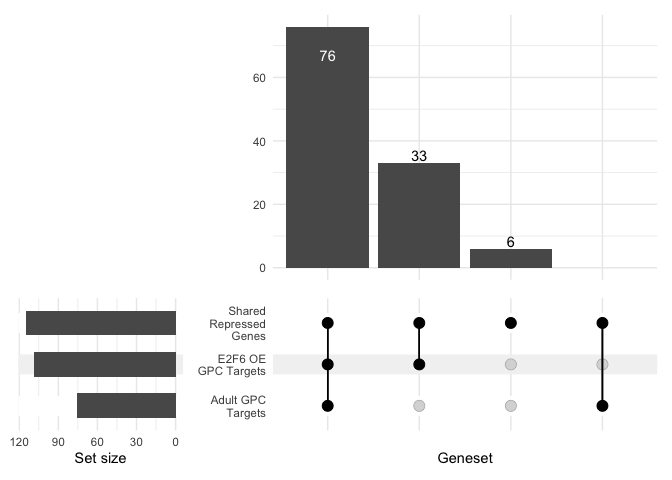 76
33
6
60
40
20
0
Shared
Repressed
Genes
E2F6 OE
GPC Targets
Adult GPC
Targets
120 90 60 30 0
Set size
Geneset